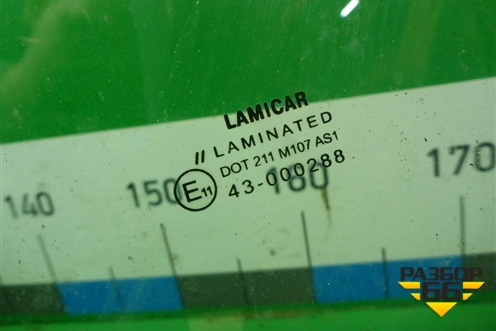 LAMICAR
// LAMINATED
DOT 211 M107 AS1
E11 43-000288
140 150 160 170
РАЗБОР
66